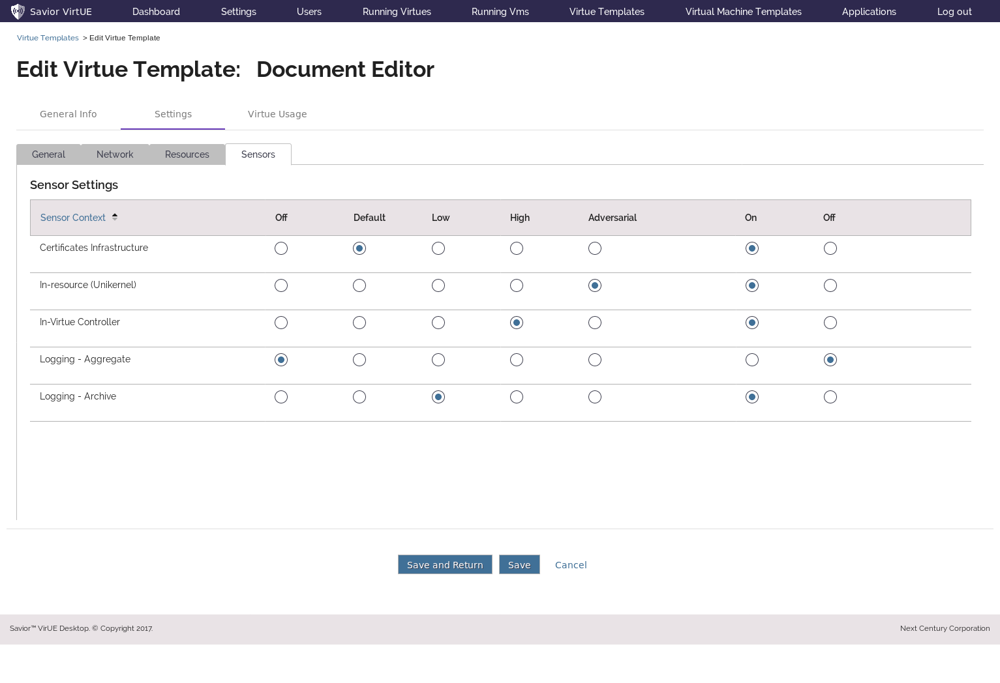 Savior VirtUE Dashboard Settings Users Running Virtues Running Vms Virtue Templates Virtual Machine Templates Applications Log out
Virtue Templates > Edit Virtue Template
Edit Virtue Template: Document Editor
General Info Settings Virtue Usage
General Network Resources Sensors
Sensor Settings
Sensor Context Off Default Low High Adversarial On Off
Certificates Infrastructure
In-resource (Unikernel)
In-Virtue Controller
Logging - Aggregate
Logging - Archive
Save and Return Save Cancel
Savior™ VirUE Desktop. © Copyright 2017. Next Century Corporation